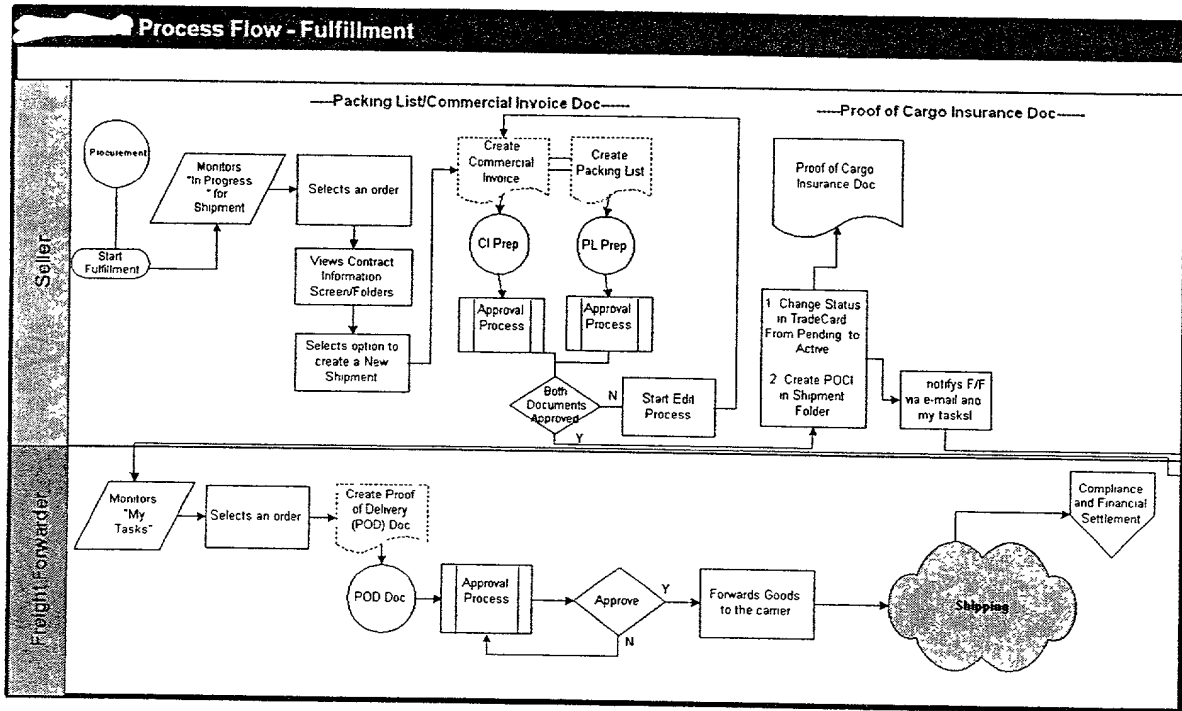 Process Flow - Fulfillment
Seller
-----Packing List/Commercial Invoice Doc------
-----Proof of Cargo Insurance Doc-----
Procurement
Start
Fulfillment
Monitors
"In Progress
" for
Shipment
Selects an order
Views Contract
Information
Screen/Folders
Selects option to
create a New
Shipment
Create
Commercial
Invoice
Create
Packing List
CI Prep
PL Prep
Approval
Process
Approval
Process
Both
Documents
Approved
N
Y
Start Edit
Process
Proof of Cargo
Insurance Doc
1 Change Status
in TradeCard
From Pending to
Active
2 Create POCI
in Shipment
Folder
notifys F/F
via e-mail and
my tasks!
Freight Forwarder
Monitors
"My
Tasks"
Selects an order
Create Proof
of Delivery
(POD) Doc
POD Doc
Approval
Process
Approve
Y
N
Forwards Goods
to the carrier
Shipping
Compliance
and Financial
Settlement